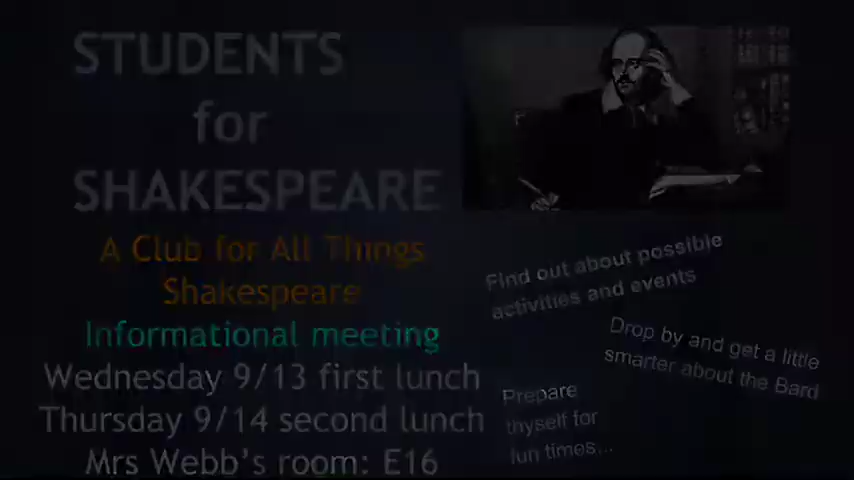 STUDENTS
for
SHAKESPEARE
A Club for All Things
Shakespeare
Informational meeting
Wednesday 9/13 first lunch
Thursday 9/14 second lunch
Mrs Webb's room: E16
Find out about possible
activities and events
Drop by and get a little
smarter about the Bard
Prepare
thyself for
fun times...